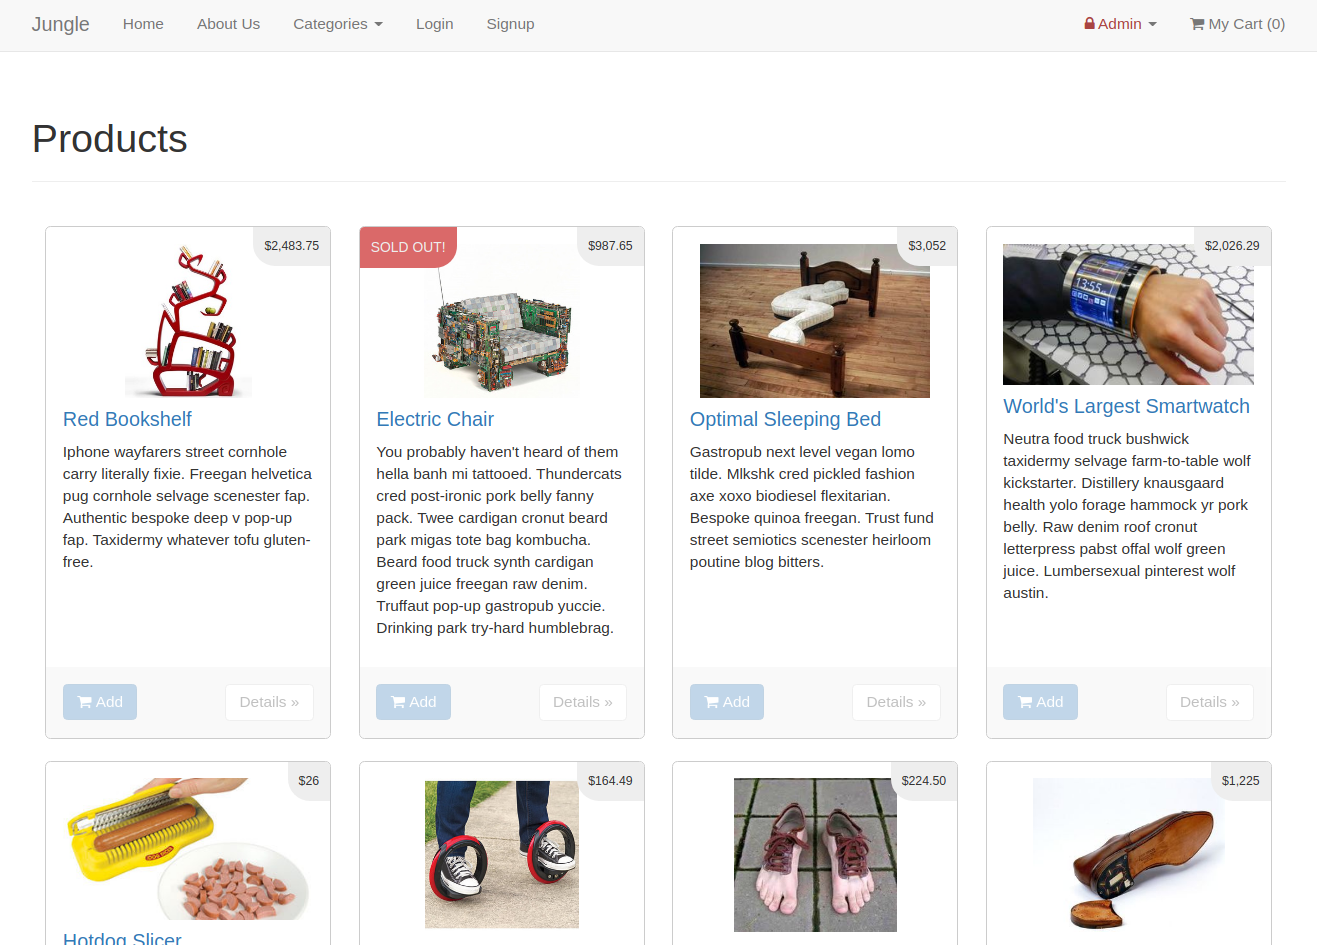 Jungle Home About Us Categories Login Signup Admin My Cart (0)
Products
$2,483.75
Red Bookshelf
Iphone wayfarers street cornhole
carry literally fixie. Freegan helvetica
pug cornhole selvage scenester fap.
Authentic bespoke deep v pop-up
fap. Taxidermy whatever tofu gluten-
free.
Add Details »
SOLD OUT! $987.65
Electric Chair
You probably haven't heard of them
hella banh mi tattooed. Thundercats
cred post-ironic pork belly fanny
pack. Twee cardigan cronut beard
park migas tote bag kombucha.
Beard food truck synth cardigan
green juice freegan raw denim.
Truffaut pop-up gastropub yuccie.
Drinking park try-hard humblebrag.
Add Details »
$3,052
Optimal Sleeping Bed
Gastropub next level vegan lomo
tilde. Mlkshk cred pickled fashion
axe xoxo biodiesel flexitarian.
Bespoke quinoa freegan. Trust fund
street semiotics scenester heirloom
poutine blog bitters.
Add Details »
$2,026.29
13:55
World's Largest Smartwatch
Neutra food truck bushwick
taxidermy selvage farm-to-table wolf
kickstarter. Distillery knausgaard
health yolo forage hammock yr pork
belly. Raw denim roof cronut
letterpress pabst offal wolf green
juice. Lumbersexual pinterest wolf
austin.
Add Details »
$26
Hotdog Slicer
$164.49
$224.50
$1,225